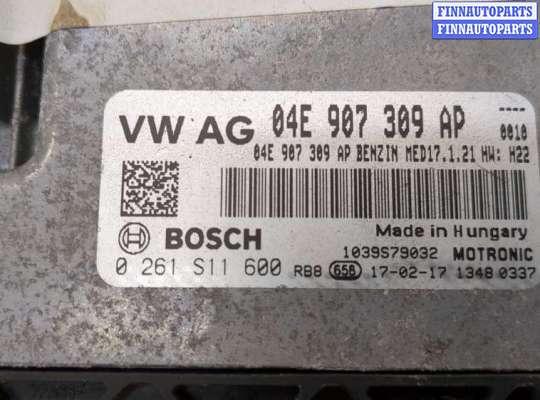 FINNAUTOPARTS
FINNAUTOPARTS
VW AG 04E 907 309 AP ----
0010
04E 907 309 AP BENZIN MED17.1.21 HW: H22
Made in Hungary
BOSCH 1039S79032 MOTRONIC
0 261 S11 600 RB8 658 17-02-17 1348 0337